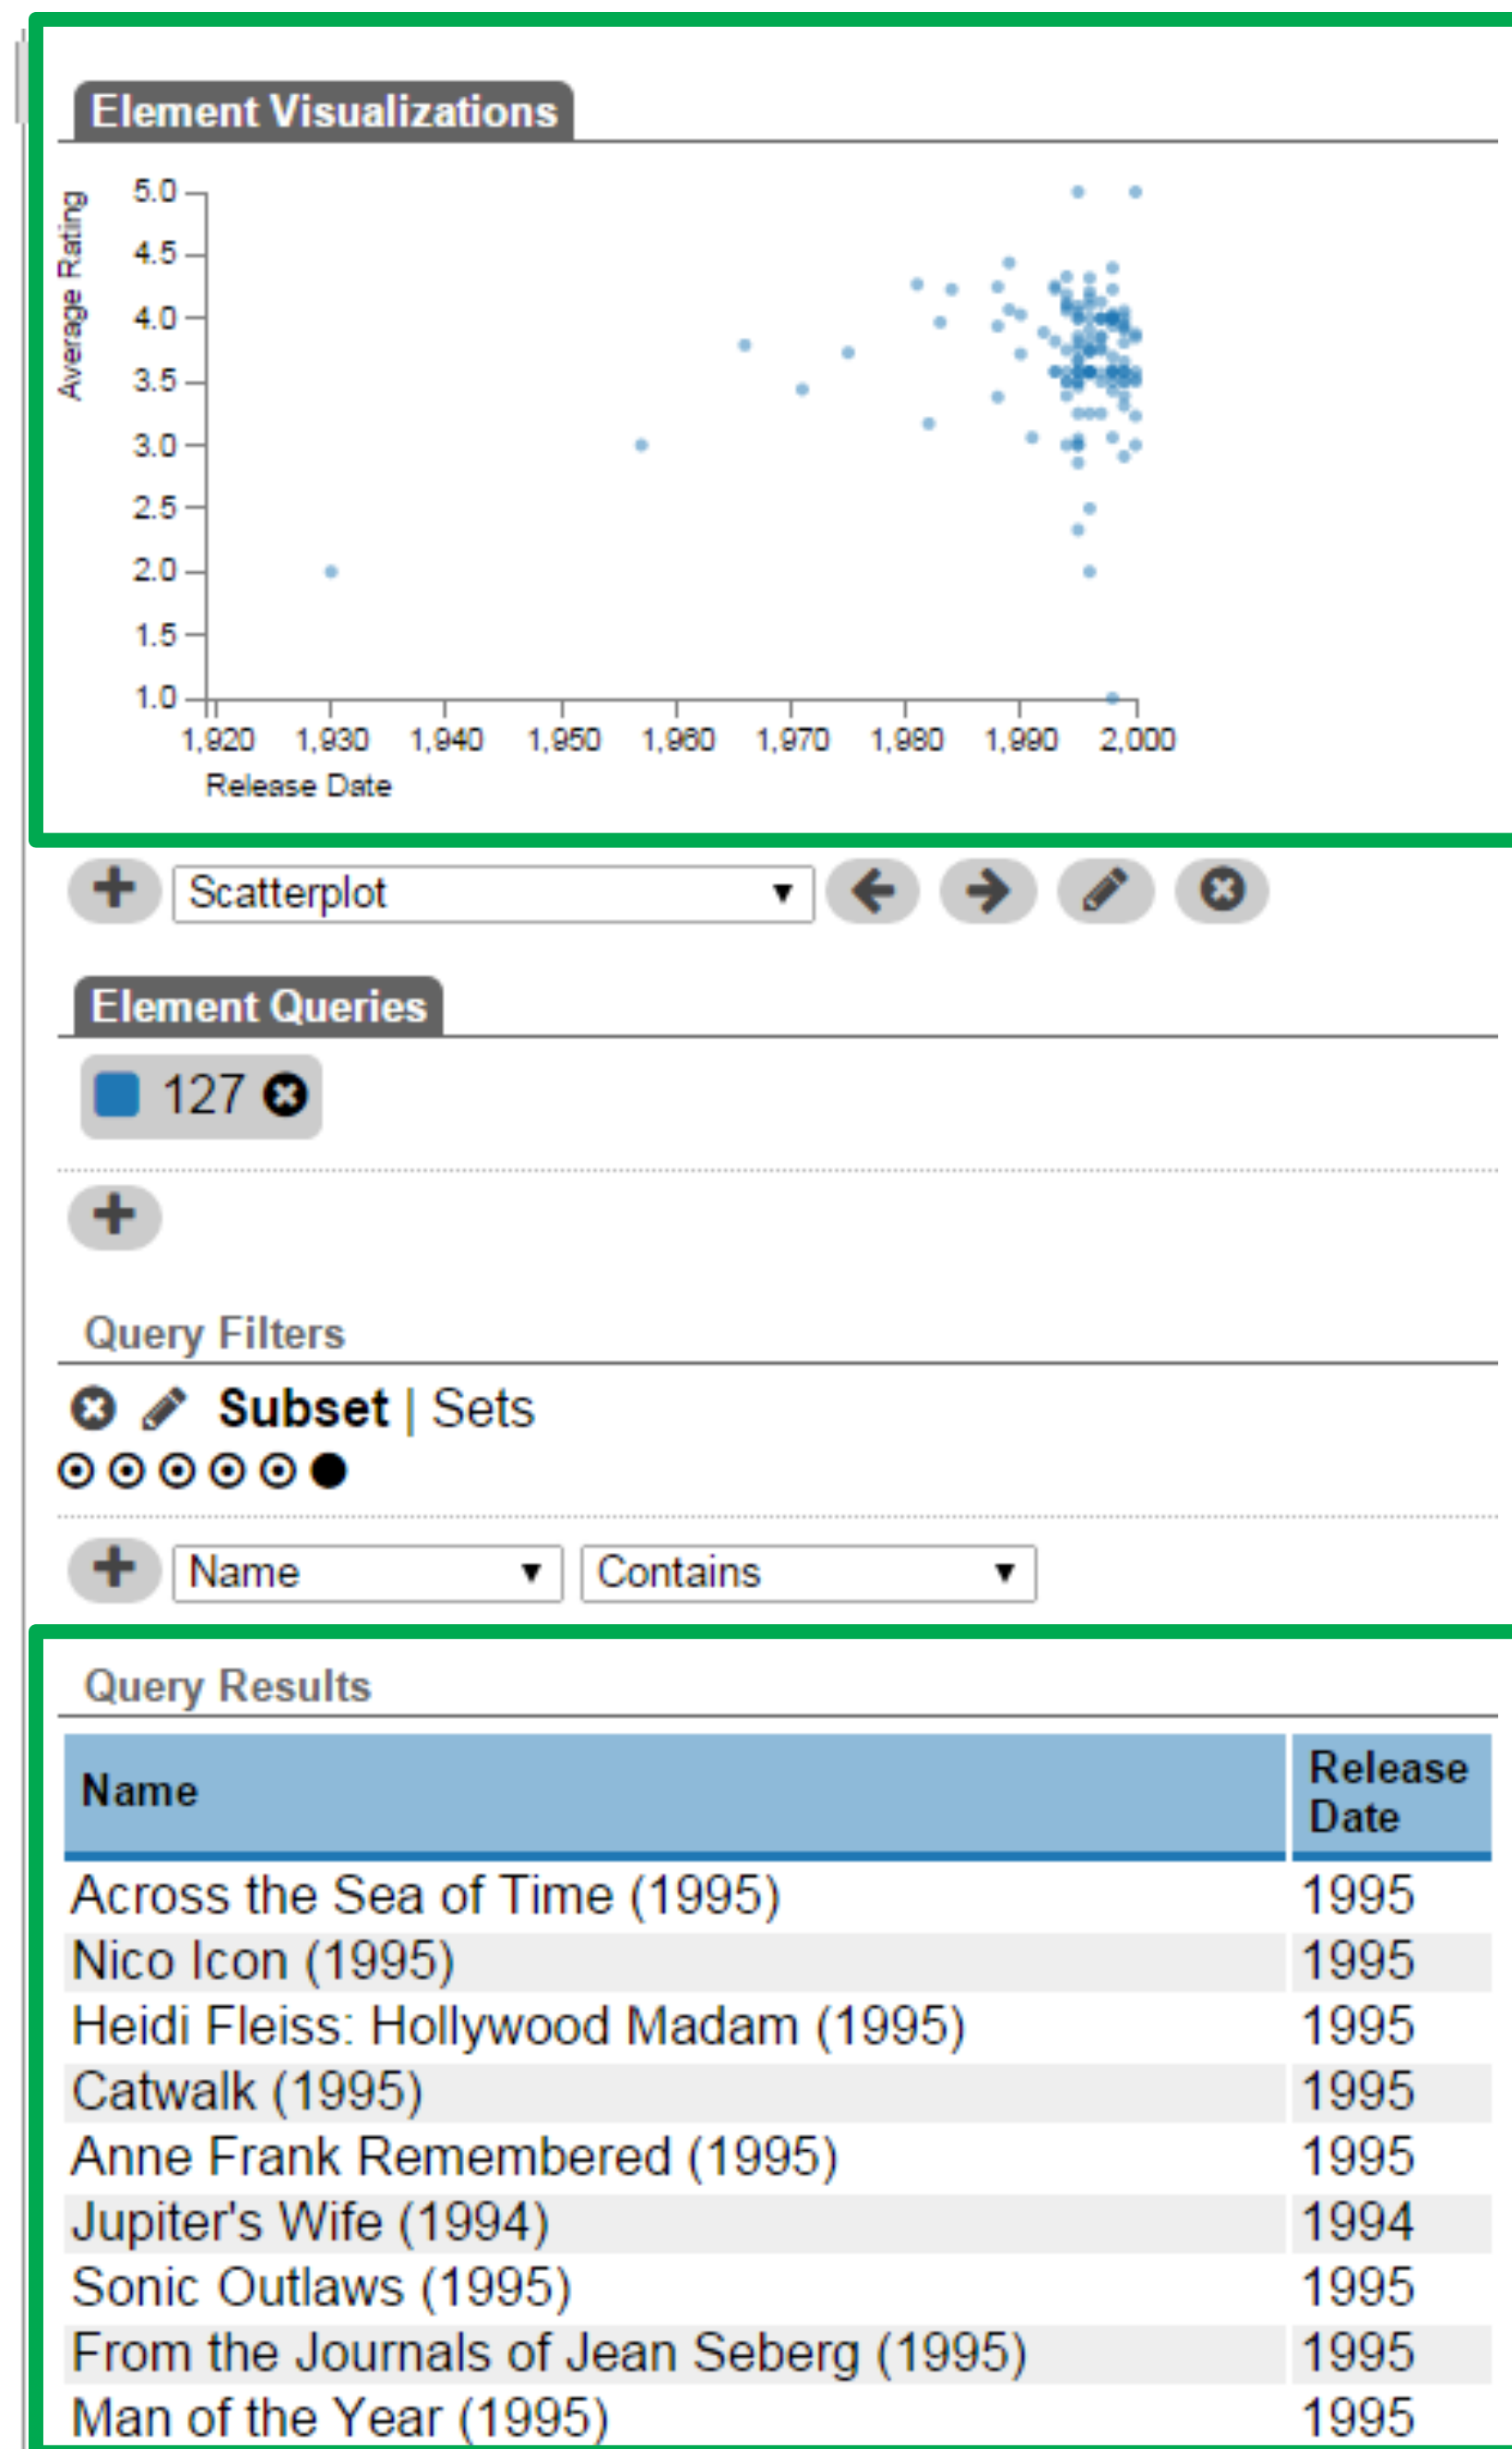 Element Visualizations
Average Rating
5.0
4.5
4.0
3.5
3.0
2.5
2.0
1.5
1.0
1,920 1,930 1,940 1,950 1,960 1,970 1,980 1,990 2,000
Release Date
Scatterplot
Element Queries
127
Query Filters
Subset | Sets
Name Contains
Query Results
Name Release Date
Across the Sea of Time (1995) 1995
Nico Icon (1995) 1995
Heidi Fleiss: Hollywood Madam (1995) 1995
Catwalk (1995) 1995
Anne Frank Remembered (1995) 1995
Jupiter's Wife (1994) 1994
Sonic Outlaws (1995) 1995
From the Journals of Jean Seberg (1995) 1995
Man of the Year (1995) 1995